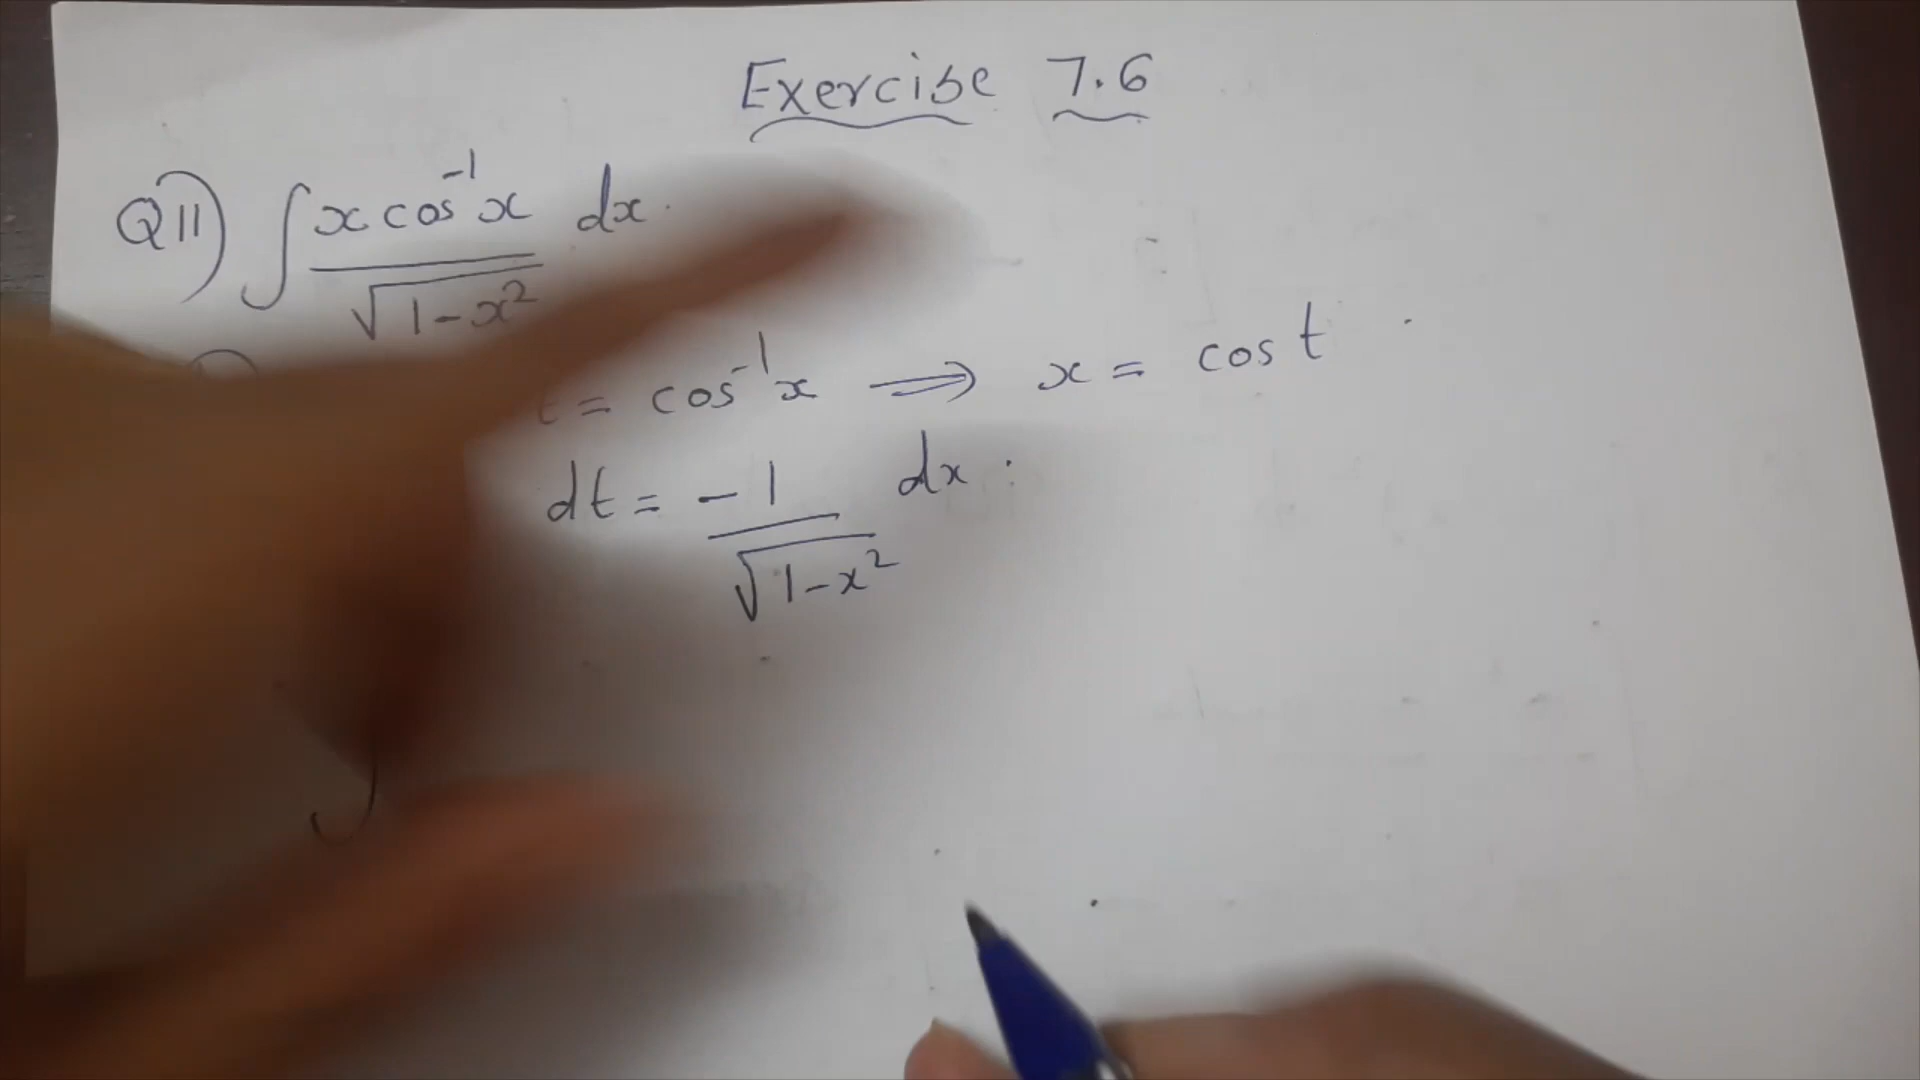 Exercise 7.6
Q11) ∫ x cos⁻¹x / √1-x² dx.
t = cos⁻¹x ⟹ x = cos t
dt = -1 / √1-x² dx
∫